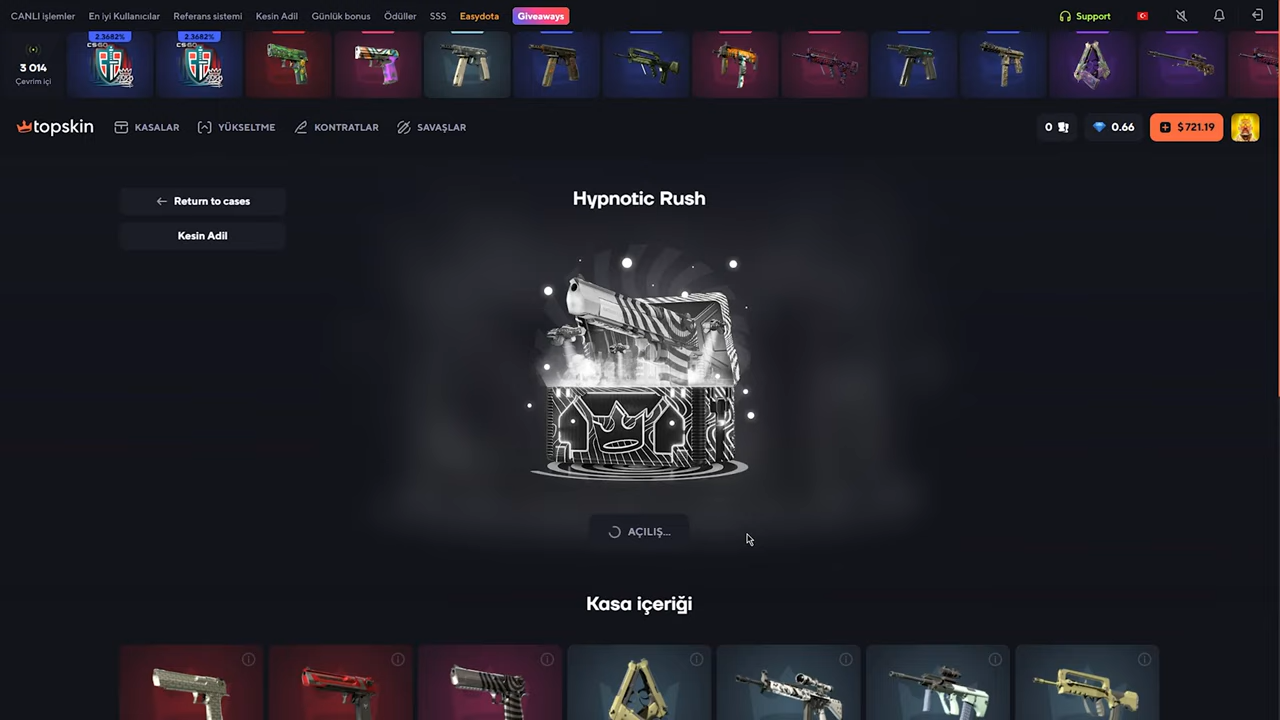 CANLI işlemler En iyi Kullanıcılar Referans sistemi Kesin Adil Günlük bonus Ödüller SSS Easydota Giveaways Support
2.3682% 2.3682%
CSGO CSGO
3 014
Çevrim içi
topskin KASALAR YÜKSELTME KONTRATLAR SAVAŞLAR 0 0.66 $721.19
Return to cases
Kesin Adil
Hypnotic Rush
AÇILIŞ...
Kasa içeriği